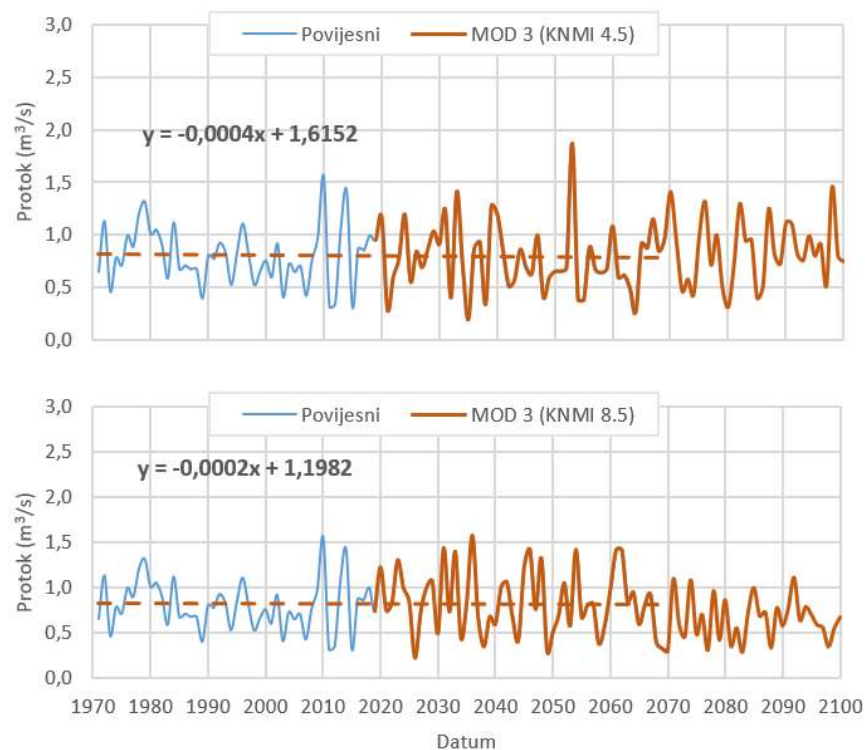 Povijesni MOD 3 (KNMI 4.5)
3,0
2,5
2,0
1,5
1,0
0,5
0,0
Protok (m³/s)
y = -0,0004x + 1,6152
Povijesni MOD 3 (KNMI 8.5)
3,0
2,5
2,0
1,5
1,0
0,5
0,0
Protok (m³/s)
y = -0,0002x + 1,1982
1970 1980 1990 2000 2010 2020 2030 2040 2050 2060 2070 2080 2090 2100
Datum